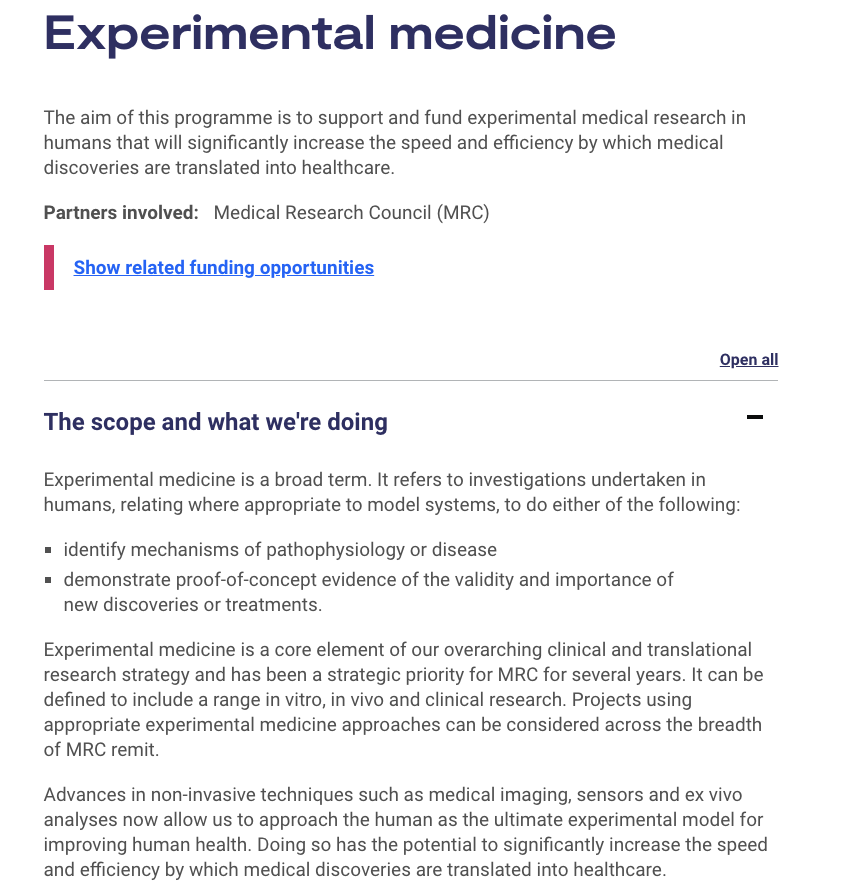 Experimental medicine
The aim of this programme is to support and fund experimental medical research in
humans that will significantly increase the speed and efficiency by which medical
discoveries are translated into healthcare.
Partners involved: Medical Research Council (MRC)
Show related funding opportunities
Open all
The scope and what we're doing
Experimental medicine is a broad term. It refers to investigations undertaken in
humans, relating where appropriate to model systems, to do either of the following:
▪ identify mechanisms of pathophysiology or disease
▪ demonstrate proof-of-concept evidence of the validity and importance of
new discoveries or treatments.
Experimental medicine is a core element of our overarching clinical and translational
research strategy and has been a strategic priority for MRC for several years. It can be
defined to include a range in vitro, in vivo and clinical research. Projects using
appropriate experimental medicine approaches can be considered across the breadth
of MRC remit.
Advances in non-invasive techniques such as medical imaging, sensors and ex vivo
analyses now allow us to approach the human as the ultimate experimental model for
improving human health. Doing so has the potential to significantly increase the speed
and efficiency by which medical discoveries are translated into healthcare.